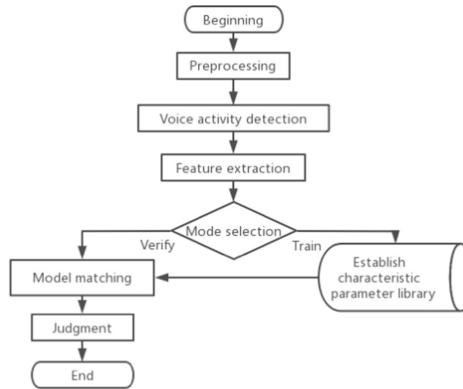 Beginning
Preprocessing
Voice activity detection
Feature extraction
Mode selection
Verify
Train
Model matching
Establish
characteristic
parameter library
Judgment
End